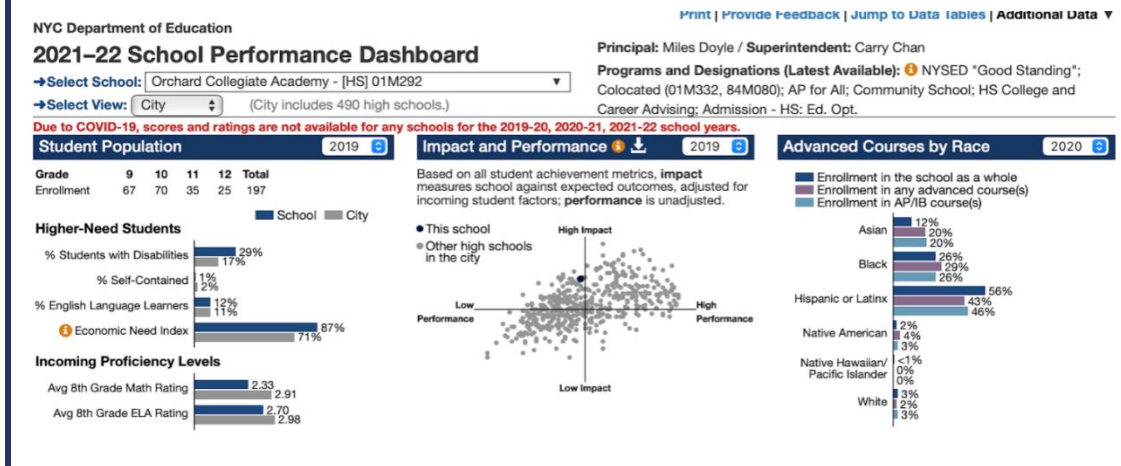 Print | Provide Feedback | Jump to Data Tables | Additional Data ▼
NYC Department of Education
2021–22 School Performance Dashboard
➔Select School: Orchard Collegiate Academy - [HS] 01M292 ▼
➔Select View: City (City includes 490 high schools.)
Principal: Miles Doyle / Superintendent: Carry Chan
Programs and Designations (Latest Available): NYSED "Good Standing";
Colocated (01M332, 84M080); AP for All; Community School; HS College and
Career Advising; Admission - HS: Ed. Opt.
Due to COVID-19, scores and ratings are not available for any schools for the 2019-20, 2020-21, 2021-22 school years.
Student Population 2019
Grade 9 10 11 12 Total
Enrollment 67 70 35 25 197
School City
Higher-Need Students
% Students with Disabilities 29%
17%
% Self-Contained 1%
2%
% English Language Learners 12%
11%
Economic Need Index 87%
71%
Incoming Proficiency Levels
Avg 8th Grade Math Rating 2.33
2.91
Avg 8th Grade ELA Rating 2.70
2.98
Impact and Performance 2019
Based on all student achievement metrics, impact
measures school against expected outcomes, adjusted for
incoming student factors; performance is unadjusted.
This school
Other high schools
in the city
High Impact
Low
Performance
High
Performance
Low Impact
Advanced Courses by Race 2020
Enrollment in the school as a whole
Enrollment in any advanced course(s)
Enrollment in AP/IB course(s)
Asian 12%
20%
20%
Black 26%
29%
26%
Hispanic or Latinx 56%
43%
46%
Native American 2%
4%
3%
Native Hawaiian/
Pacific Islander <1%
0%
0%
White 3%
2%
3%